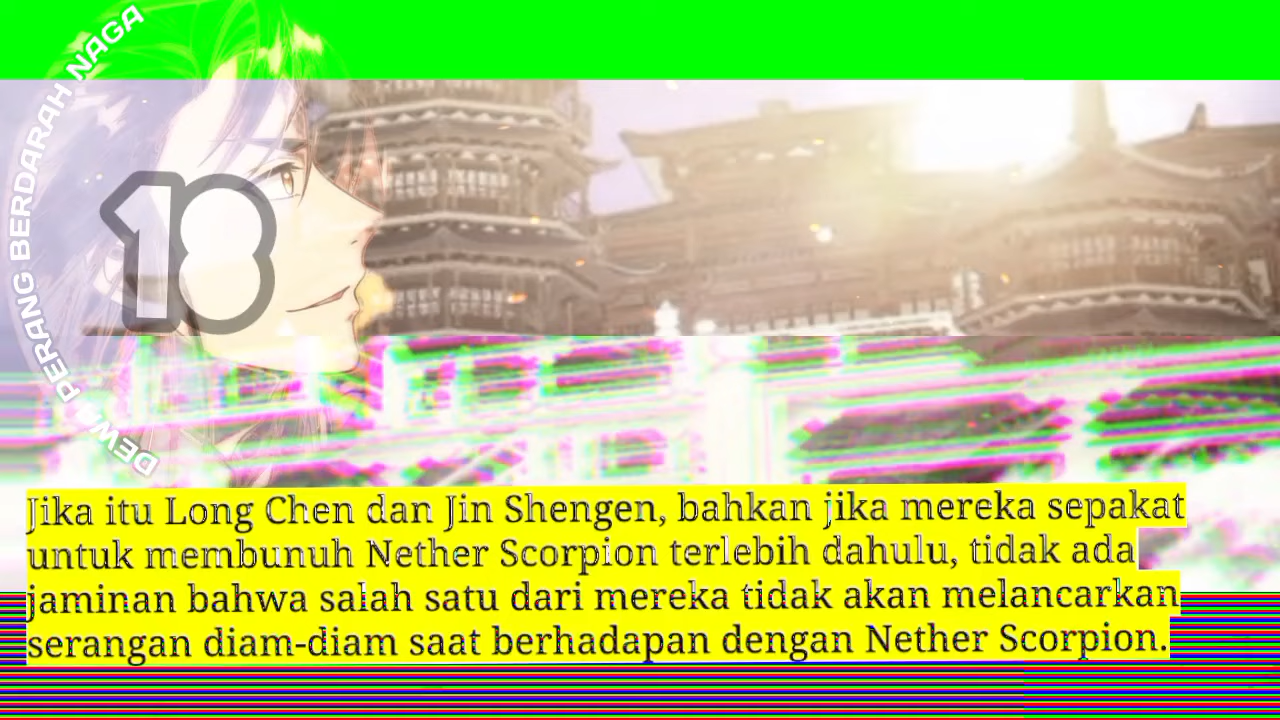 DEWA PERANG BERDARAH NAGA
18
Jika itu Long Chen dan Jin Shengen, bahkan jika mereka sepakat
untuk membunuh Nether Scorpion terlebih dahulu, tidak ada
jaminan bahwa salah satu dari mereka tidak akan melancarkan
serangan diam-diam saat berhadapan dengan Nether Scorpion.